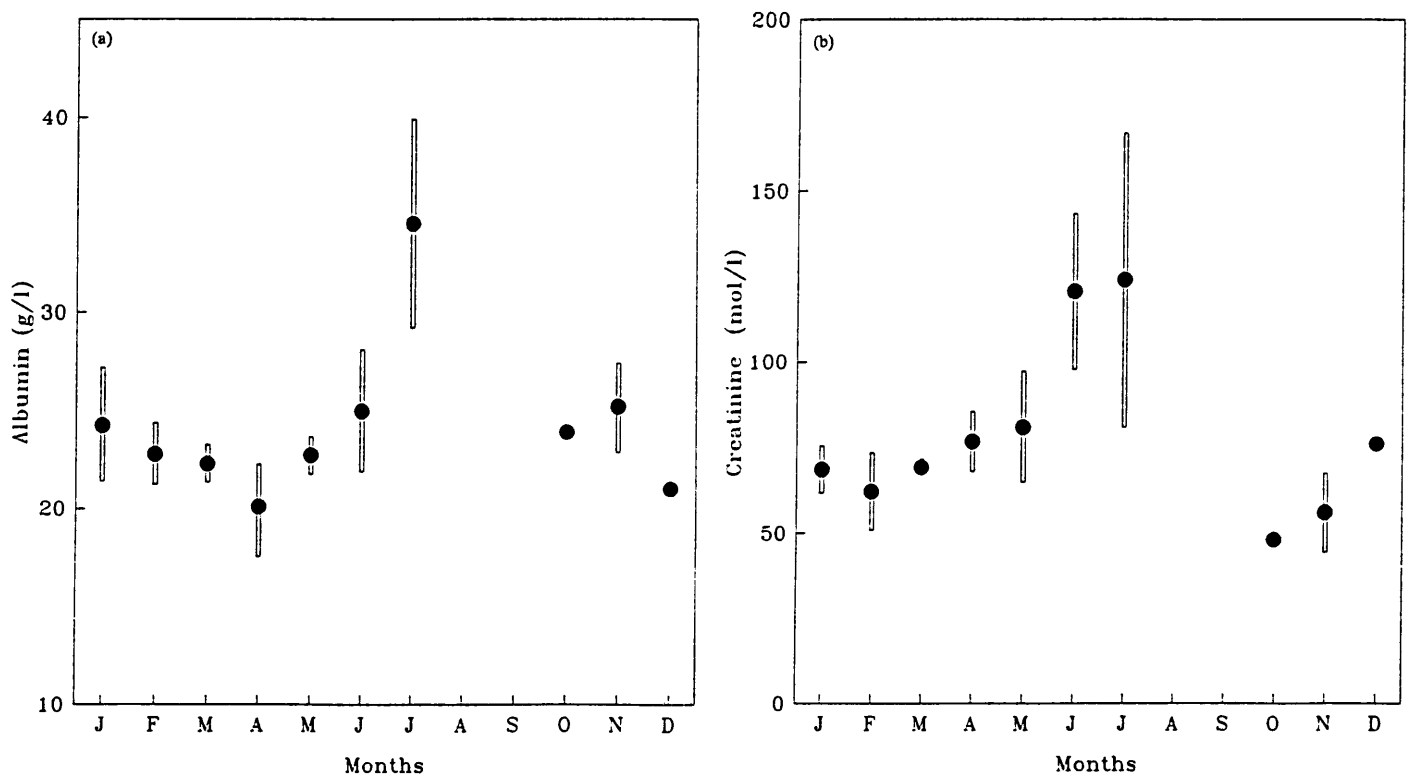 (a)
40
30
20
10
Albumin (g/l)
J F M A M J J A S O N D
Months
(b)
200
150
100
50
0
Creatinine (mol/l)
J F M A M J J A S O N D
Months